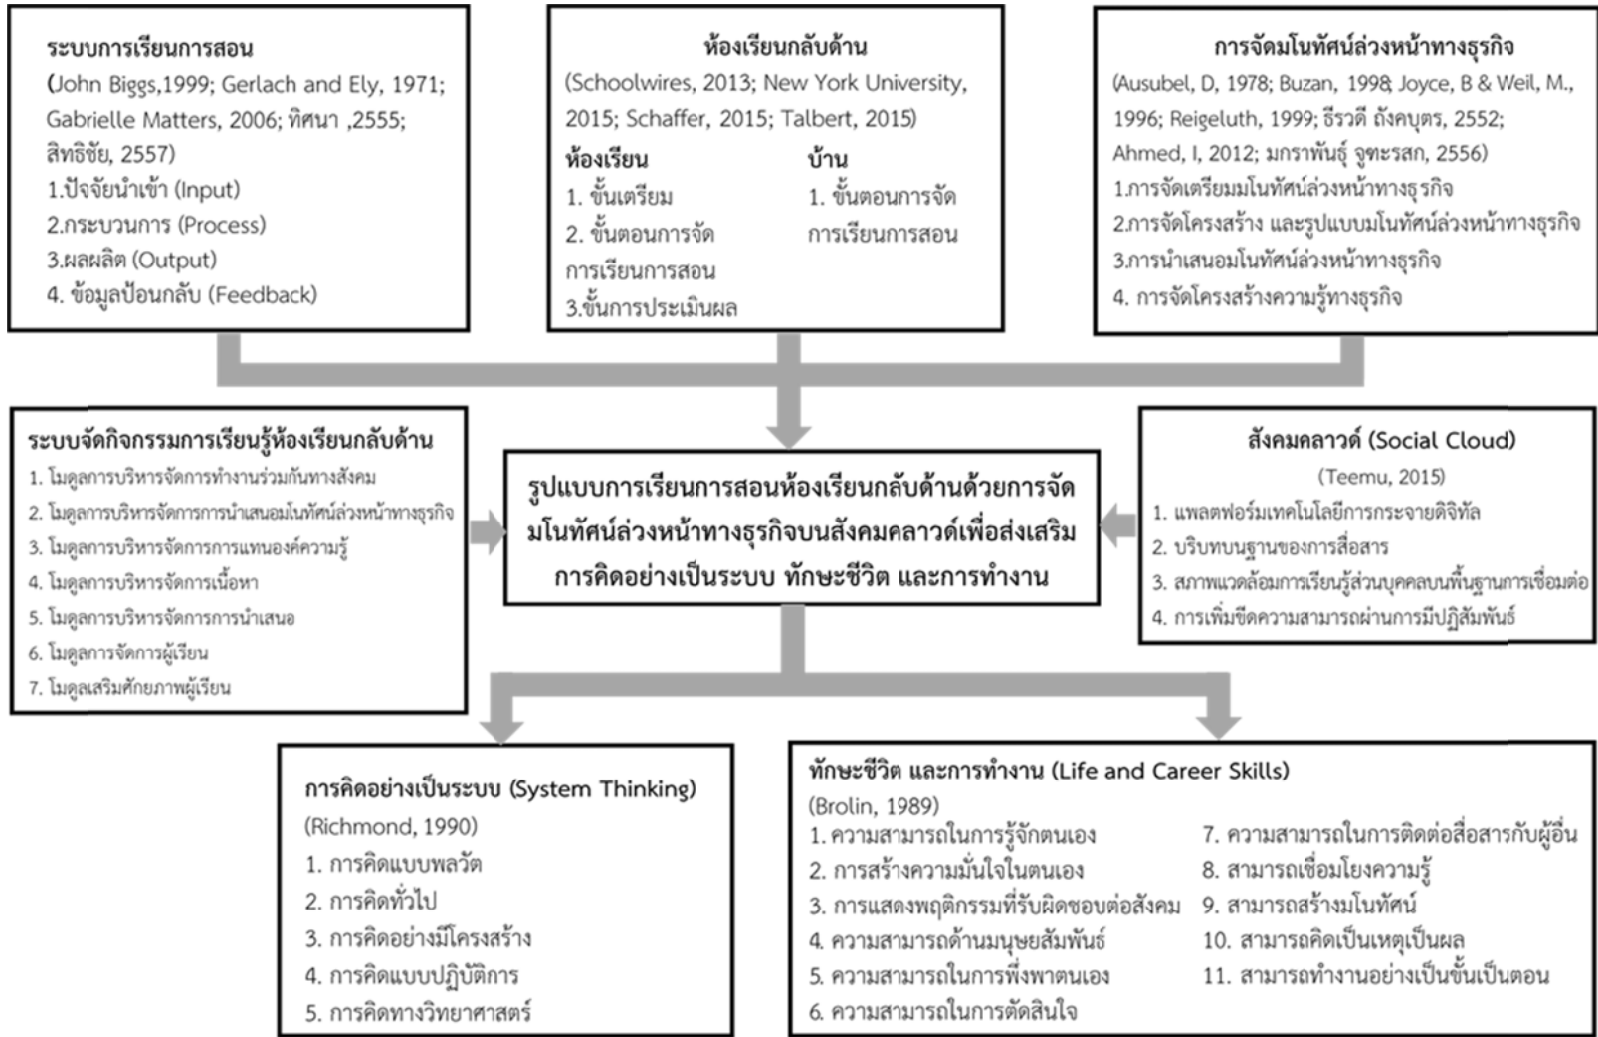 ระบบการเรียนการสอน
(John Biggs,1999; Gerlach and Ely, 1971;
Gabrielle Matters, 2006; ทิศนา ,2555;
สิทธิชัย, 2557)
1.ปัจจัยนำเข้า (Input)
2.กระบวนการ (Process)
3.ผลผลิต (Output)
4. ข้อมูลป้อนกลับ (Feedback)
ห้องเรียนกลับด้าน
(Schoolwires, 2013; New York University,
2015; Schaffer, 2015; Talbert, 2015)
ห้องเรียน
1. ขั้นเตรียม
2. ขั้นตอนการจัด
การเรียนการสอน
3.ขั้นการประเมินผล
บ้าน
1. ขั้นตอนการจัด
การเรียนการสอน
การจัดมโนทัศน์ล่วงหน้าทางธุรกิจ
(Ausubel, D, 1978; Buzan, 1998; Joyce, B & Weil, M.,
1996; Reigeluth, 1999; ธีรวดี ถังคบุตร, 2552;
Ahmed, I, 2012; มกราพันธุ์ จูฑะรสก, 2556)
1.การจัดเตรียมมโนทัศน์ล่วงหน้าทางธุรกิจ
2.การจัดโครงสร้าง และรูปแบบมโนทัศน์ล่วงหน้าทางธุรกิจ
3.การนำเสนอมโนทัศน์ล่วงหน้าทางธุรกิจ
4. การจัดโครงสร้างความรู้ทางธุรกิจ
ระบบจัดกิจกรรมการเรียนรู้ห้องเรียนกลับด้าน
1. โมดูลการบริหารจัดการทำงานร่วมกันทางสังคม
2. โมดูลการบริหารจัดการการนำเสนอมโนทัศน์ล่วงหน้าทางธุรกิจ
3. โมดูลการบริหารจัดการการแทนองค์ความรู้
4. โมดูลการบริหารจัดการเนื้อหา
5. โมดูลการบริหารจัดการการนำเสนอ
6. โมดูลการจัดการผู้เรียน
7. โมดูลเสริมศักยภาพผู้เรียน
รูปแบบการเรียนการสอนห้องเรียนกลับด้านด้วยการจัด
มโนทัศน์ล่วงหน้าทางธุรกิจบนสังคมคลาวด์เพื่อส่งเสริม
การคิดอย่างเป็นระบบ ทักษะชีวิต และการทำงาน
สังคมคลาวด์ (Social Cloud)
(Teemu, 2015)
1. แพลตฟอร์มเทคโนโลยีการกระจายดิจิทัล
2. บริบทบนฐานของการสื่อสาร
3. สภาพแวดล้อมการเรียนรู้ส่วนบุคคลบนพื้นฐานการเชื่อมต่อ
4. การเพิ่มขีดความสามารถผ่านการมีปฏิสัมพันธ์
การคิดอย่างเป็นระบบ (System Thinking)
(Richmond, 1990)
1. การคิดแบบพลวัต
2. การคิดทั่วไป
3. การคิดอย่างมีโครงสร้าง
4. การคิดแบบปฏิบัติการ
5. การคิดทางวิทยาศาสตร์
ทักษะชีวิต และการทำงาน (Life and Career Skills)
(Brolin, 1989)
1. ความสามารถในการรู้จักตนเอง
2. การสร้างความมั่นใจในตนเอง
3. การแสดงพฤติกรรมที่รับผิดชอบต่อสังคม
4. ความสามารถด้านมนุษยสัมพันธ์
5. ความสามารถในการพึ่งพาตนเอง
6. ความสามารถในการตัดสินใจ
7. ความสามารถในการติดต่อสื่อสารกับผู้อื่น
8. สามารถเชื่อมโยงความรู้
9. สามารถสร้างมโนทัศน์
10. สามารถคิดเป็นเหตุเป็นผล
11. สามารถทำงานอย่างเป็นขั้นเป็นตอน